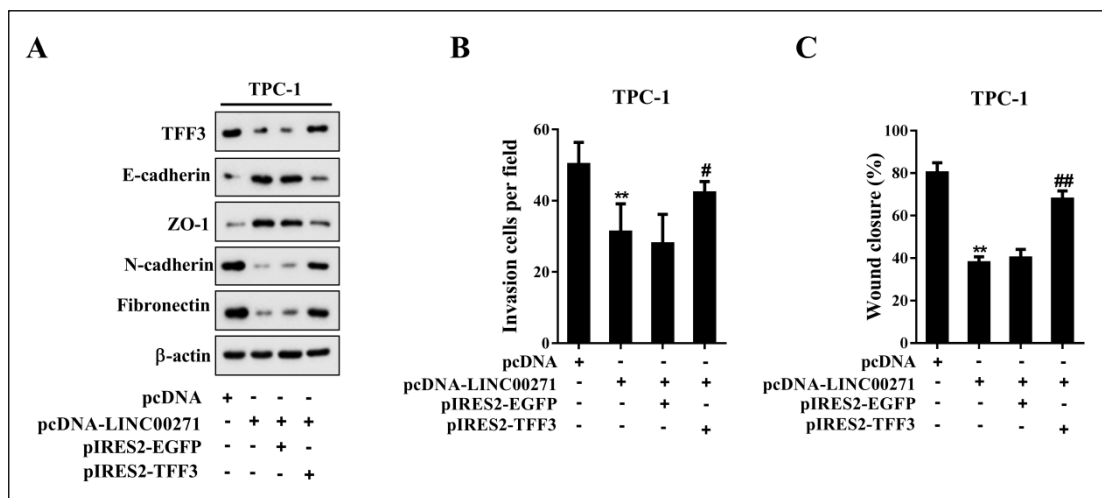 A
TPC-1
TFF3
E-cadherin
ZO-1
N-cadherin
Fibronectin
β-actin
pcDNA + - - -
pcDNA-LINC00271 - + + +
pIRES2-EGFP - - + -
pIRES2-TFF3 - - - +
B
TPC-1
Invasion cells per field
60
40
20
0
**
#
pcDNA + - - -
pcDNA-LINC00271 - + + +
pIRES2-EGFP - - + -
pIRES2-TFF3 - - - +
C
TPC-1
Wound closure (%)
100
80
60
40
20
0
**
##
pcDNA + - - -
pcDNA-LINC00271 - + + +
pIRES2-EGFP - - + -
pIRES2-TFF3 - - - +